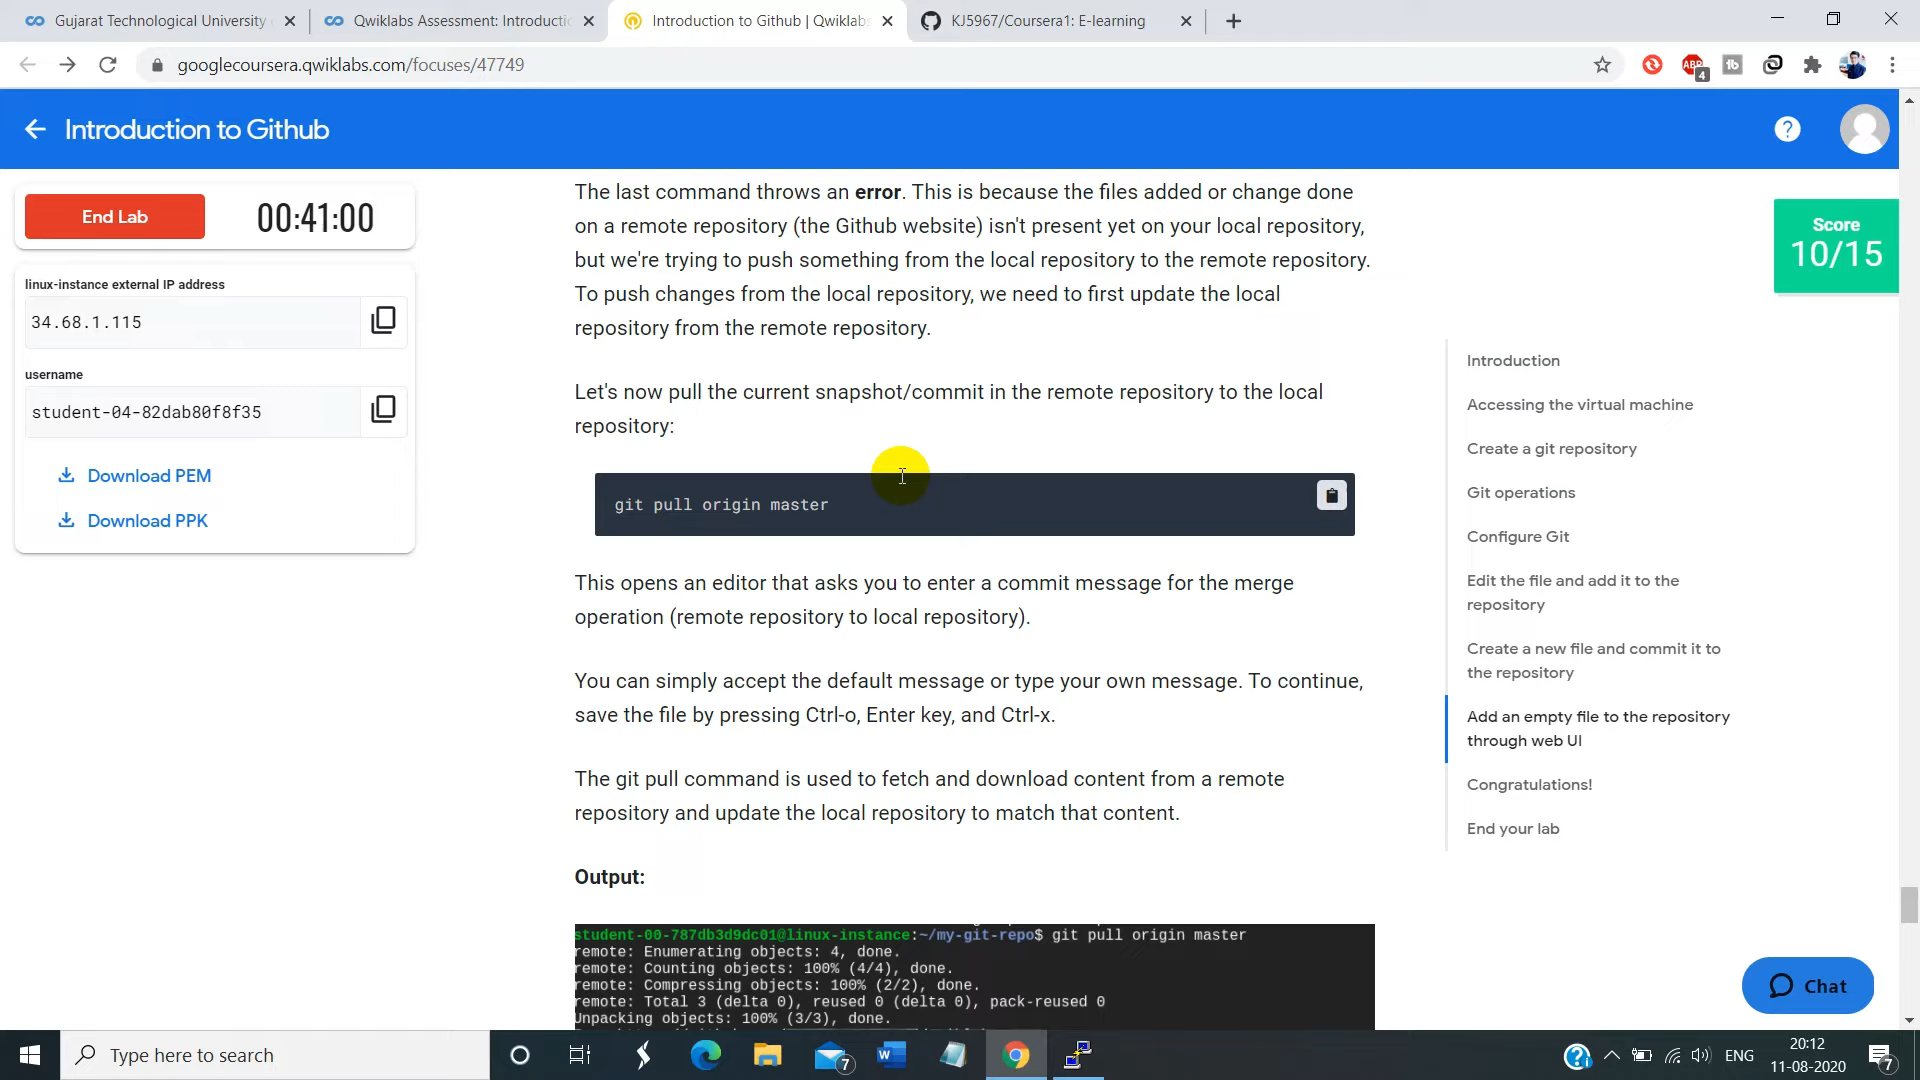 Gujarat Technological University
Qwiklabs Assessment: Introductic
Introduction to Github | Qwiklabs
KJ5967/Coursera1: E-learning
googlecoursera.qwiklabs.com/focuses/47749
ABP
4
Introduction to Github
?
End Lab
00:41:00
linux-instance external IP address
34.68.1.115
username
student-04-82dab80f8f35
Download PEM
Download PPK
The last command throws an error. This is because the files added or change done
on a remote repository (the Github website) isn't present yet on your local repository,
but we're trying to push something from the local repository to the remote repository.
To push changes from the local repository, we need to first update the local
repository from the remote repository.
Let's now pull the current snapshot/commit in the remote repository to the local
repository:
git pull origin master
This opens an editor that asks you to enter a commit message for the merge
operation (remote repository to local repository).
You can simply accept the default message or type your own message. To continue,
save the file by pressing Ctrl-o, Enter key, and Ctrl-x.
The git pull command is used to fetch and download content from a remote
repository and update the local repository to match that content.
Output:
student-00-787db3d9dc01@linux-instance:~/my-git-repo$ git pull origin master
remote: Enumerating objects: 4, done.
remote: Counting objects: 100% (4/4), done.
remote: Compressing objects: 100% (2/2), done.
remote: Total 3 (delta 0), reused 0 (delta 0), pack-reused 0
Unpacking objects: 100% (3/3), done.
Score
10/15
Introduction
Accessing the virtual machine
Create a git repository
Git operations
Configure Git
Edit the file and add it to the
repository
Create a new file and commit it to
the repository
Add an empty file to the repository
through web UI
Congratulations!
End your lab
Chat
Type here to search
7
ENG
20:12
11-08-2020
7